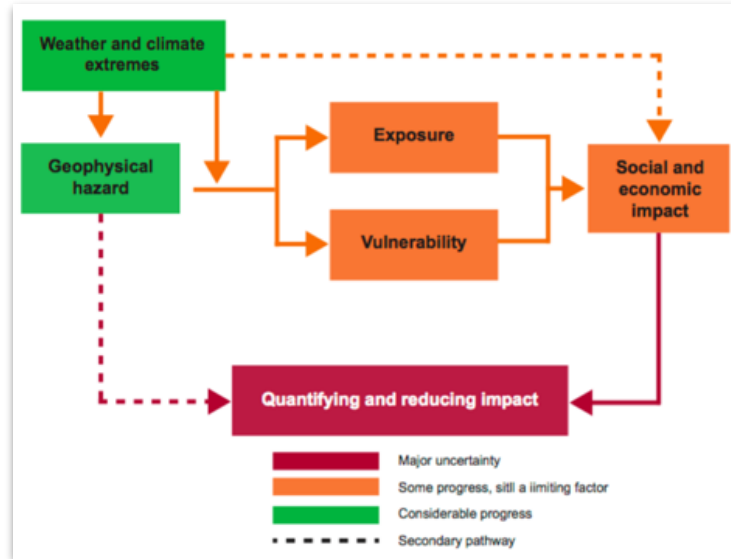 Weather and climate
extremes
Geophysical
hazard
Exposure
Vulnerability
Social and
economic
impact
Quantifying and reducing impact
Major uncertainty
Some progress, sitll a iimiting factor
Considerable progress
Secondary pathway